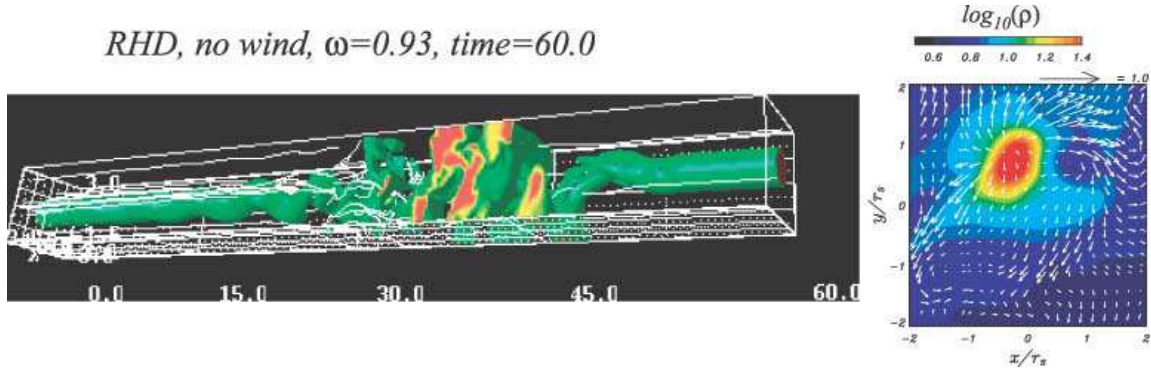 RHD, no wind, ω=0.93, time=60.0
0.0 15.0 30.0 45.0 60.0
log₁₀(ρ)
0.6 0.8 1.0 1.2 1.4
= 1.0
2
1
0
-1
-2
y/rₛ
-2 -1 0 1 2
x/rₛ